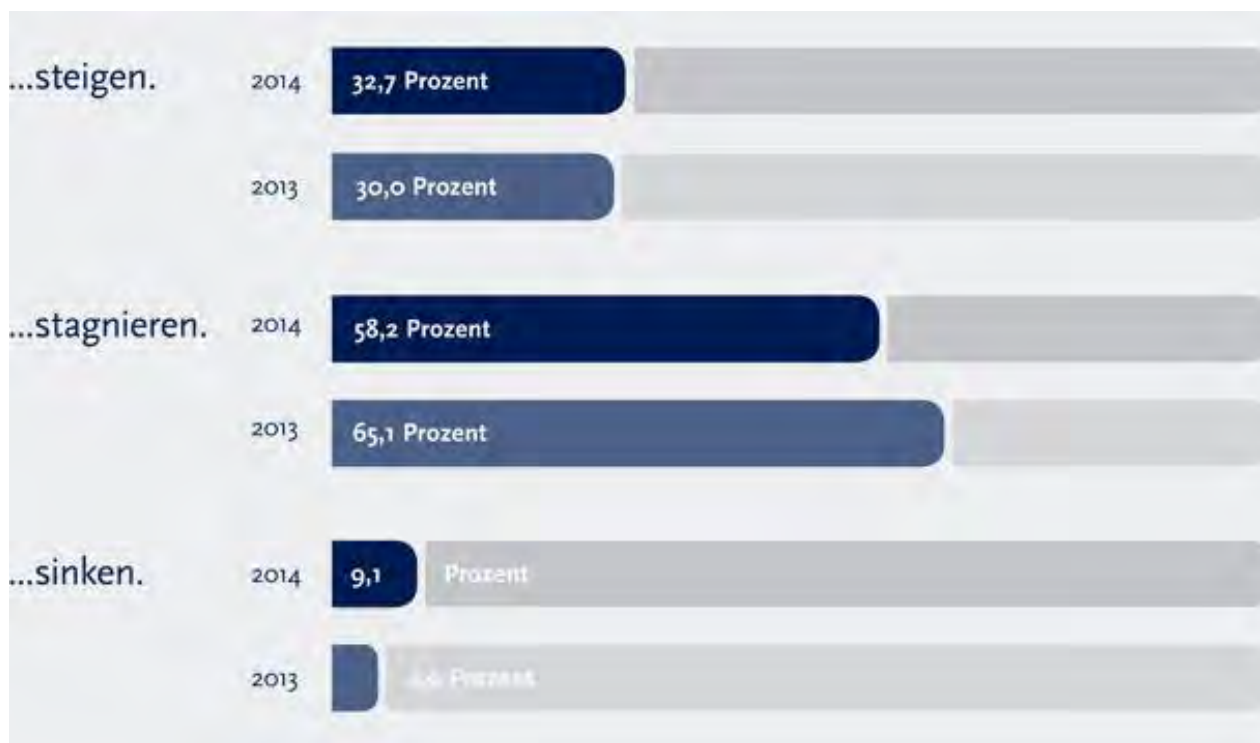 ...steigen.
2014
32,7 Prozent
2013
30,0 Prozent
...stagnieren.
2014
58,2 Prozent
2013
65,1 Prozent
...sinken.
2014
9,1 Prozent
2013
Prozent